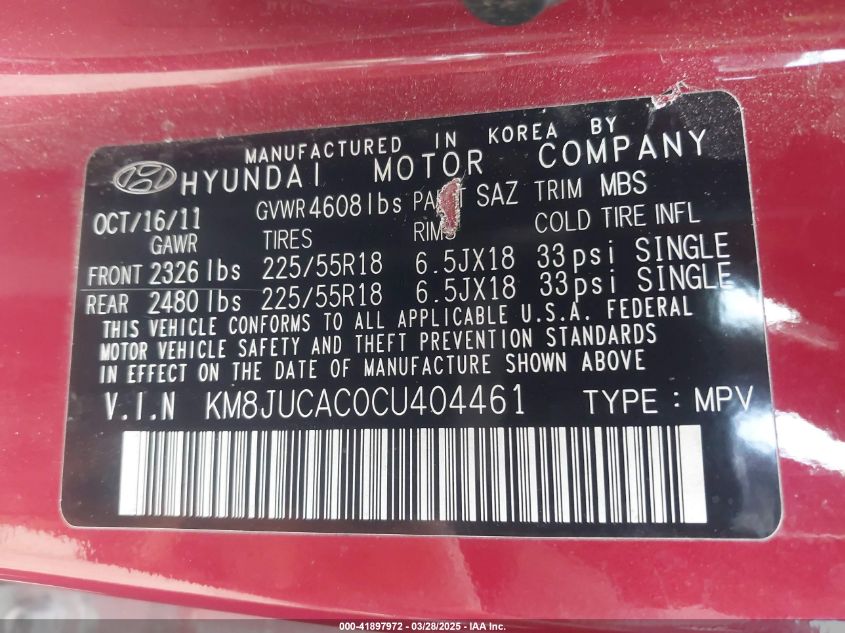 MANUFACTURED IN KOREA BY
HYUNDAI MOTOR COMPANY
OCT/16/11 GVWR 4608 lbs SAZ TRIM MBS
GAWR TIRES RIMS COLD TIRE INFL
FRONT 2326 lbs 225/55R18 6.5JX18 33psi SINGLE
REAR 2480 lbs 225/55R18 6.5JX18 33psi SINGLE
THIS VEHICLE CONFORMS TO ALL APPLICABLE U.S.A. FEDERAL
MOTOR VEHICLE SAFETY AND THEFT PREVENTION STANDARDS
IN EFFECT ON THE DATE OF MANUFACTURE SHOWN ABOVE
V.I.N KM8JUCAC0CU404461 TYPE : MPV
000-41897972 — 03/28/2025 — IAA Inc.